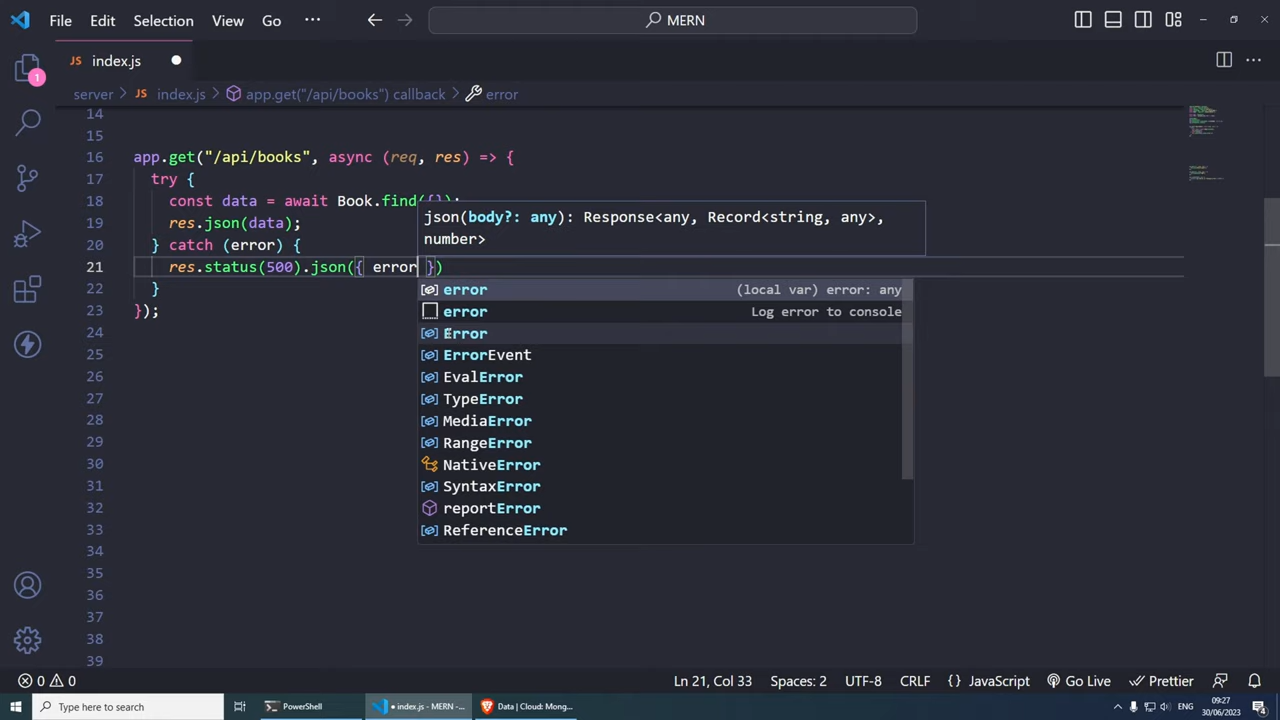 File Edit Selection View Go ··· MERN
JS index.js
1
server > JS index.js > app.get("/api/books") callback > error
14
15
16 app.get("/api/books", async (req, res) => {
17 try {
18 const data = await Book.find({});
19 res.json(data);
20 } catch (error) {
21 res.status(500).json({ error })
22 }
23 });
24
25
26
27
28
29
30
31
32
33
34
35
36
37
38
39
json(body?: any): Response<any, Record<string, any>,
number>
error (local var) error: any
error Log error to console
Error
ErrorEvent
EvalError
TypeError
MediaError
RangeError
NativeError
SyntaxError
reportError
ReferenceError
0 0 Ln 21, Col 33 Spaces: 2 UTF-8 CRLF {} JavaScript Go Live Prettier
Type here to search PowerShell • index.js - MERN -... Data | Cloud: Mong... ENG 09:27
30/06/2023
4